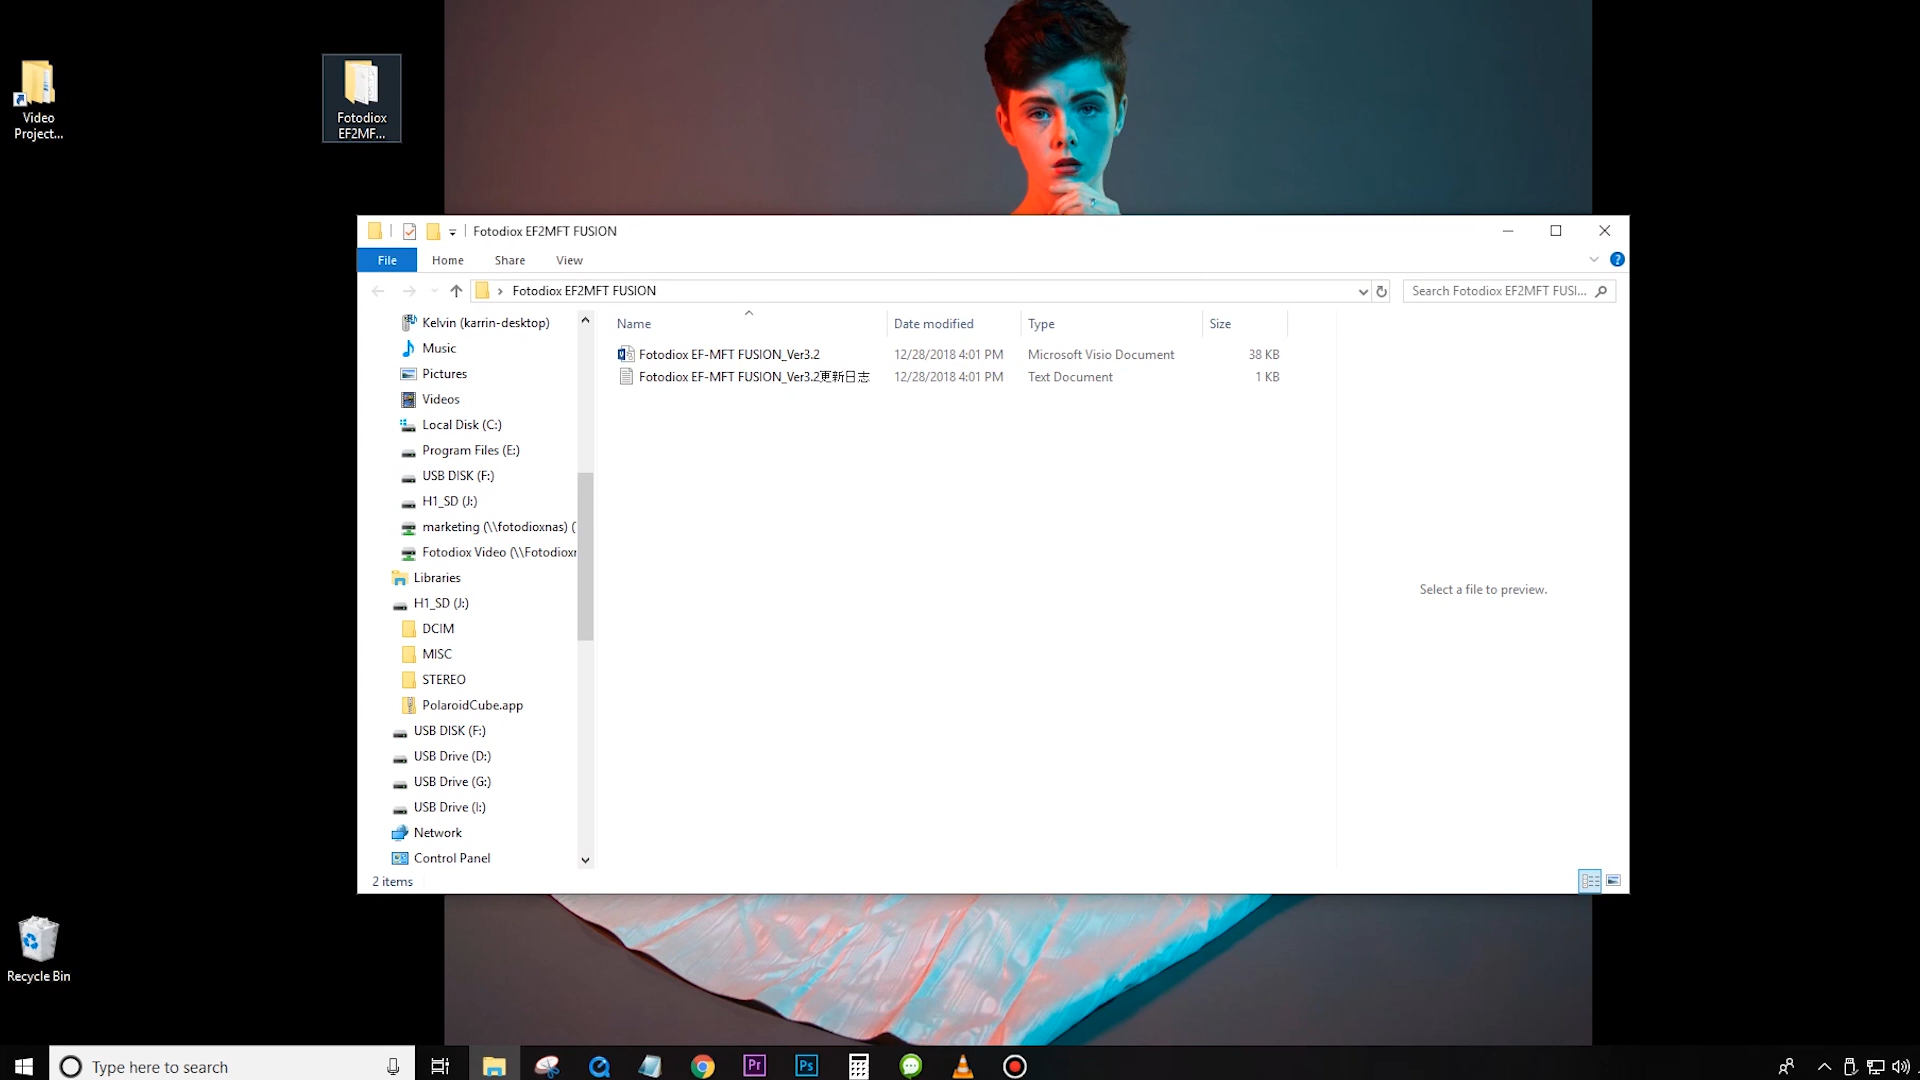 Video
Project...
Fotodiox
EF2MF...
Fotodiox EF2MFT FUSION
File
Home
Share
View
Fotodiox EF2MFT FUSION
Search Fotodiox EF2MFT FUSI...
Name
Date modified
Type
Size
Fotodiox EF-MFT FUSION_Ver3.2
12/28/2018 4:01 PM
Microsoft Visio Document
38 KB
Fotodiox EF-MFT FUSION_Ver3.2更新日志
12/28/2018 4:01 PM
Text Document
1 KB
Kelvin (karrin-desktop)
Music
Pictures
Videos
Local Disk (C:)
Program Files (E:)
USB DISK (F:)
H1_SD (J:)
marketing (\\fotodioxnas) (
Fotodiox Video (\\Fotodioxn
Libraries
H1_SD (J:)
DCIM
MISC
STEREO
PolaroidCube.app
USB DISK (F:)
USB Drive (D:)
USB Drive (G:)
USB Drive (I:)
Network
Control Panel
Select a file to preview.
2 items
Recycle Bin
Type here to search
Pr
Ps